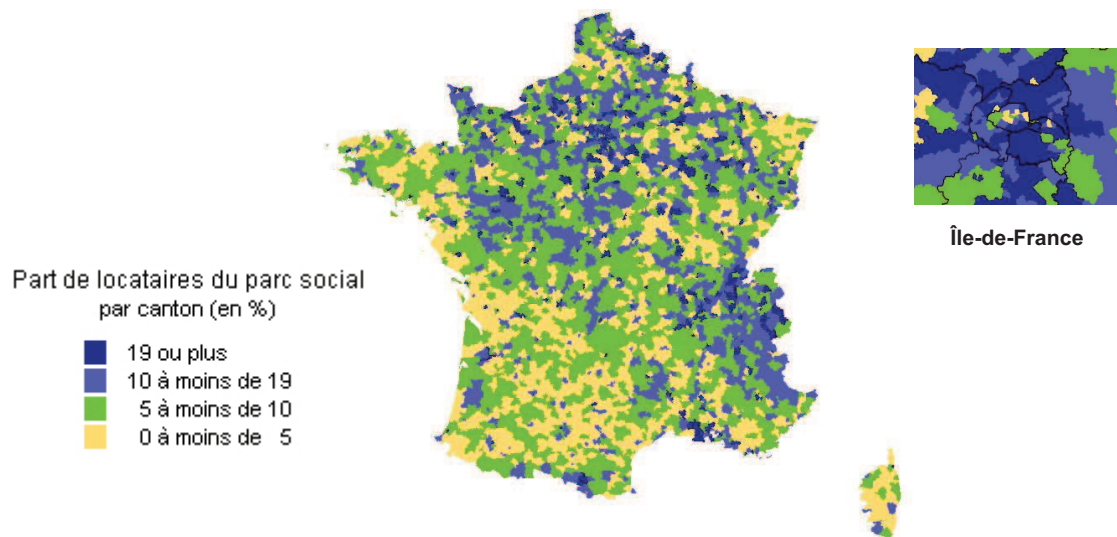 Île-de-France
Part de locataires du parc social
par canton (en %)
19 ou plus
10 à moins de 19
5 à moins de 10
0 à moins de 5